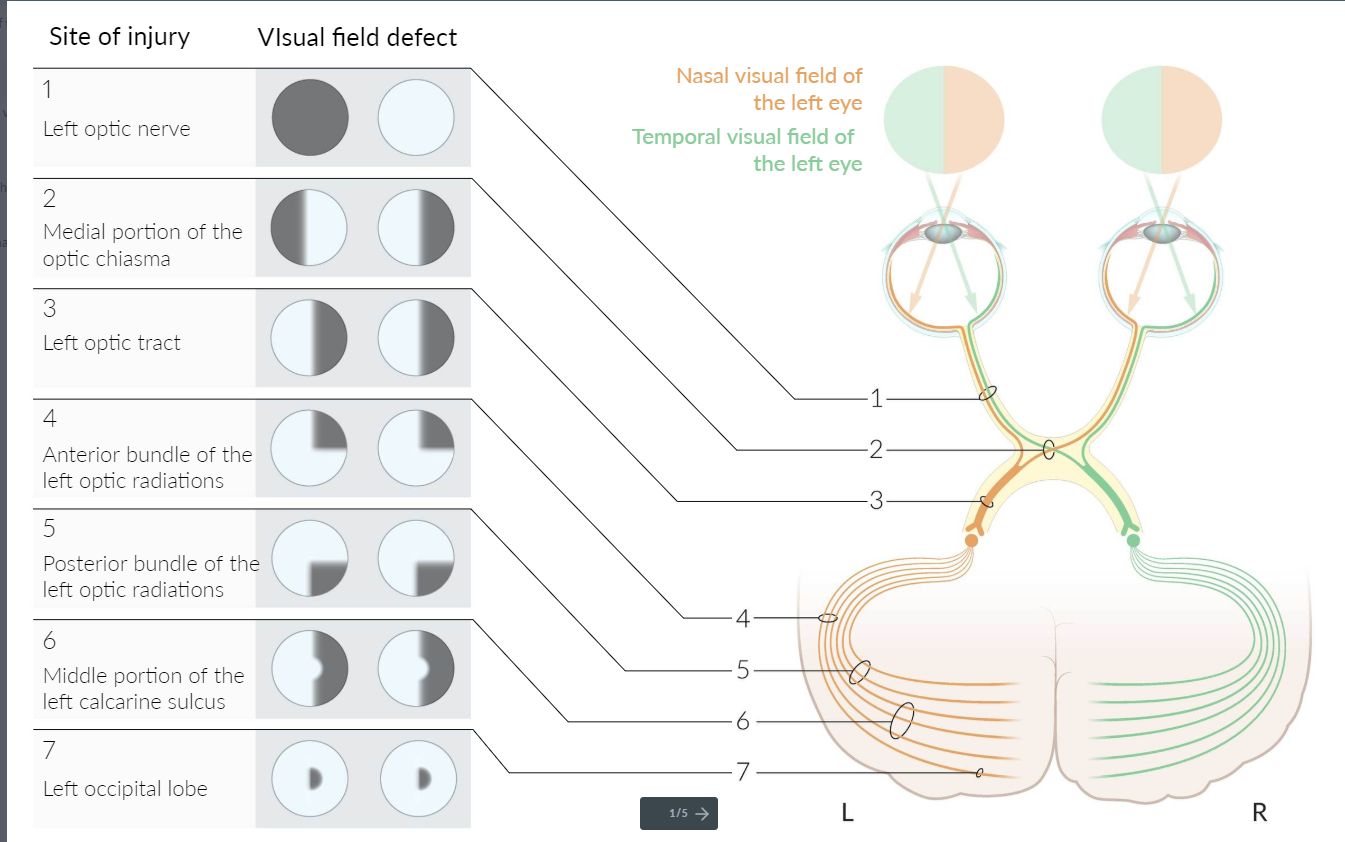 Site of injury
VIsual field defect
1
Left optic nerve
2
Medial portion of the
optic chiasma
3
Left optic tract
4
Anterior bundle of the
left optic radiations
5
Posterior bundle of the
left optic radiations
6
Middle portion of the
left calcarine sulcus
7
Left occipital lobe
Nasal visual field of
the left eye
Temporal visual field of
the left eye
1
2
3
4
5
6
7
1/5 →
L
R